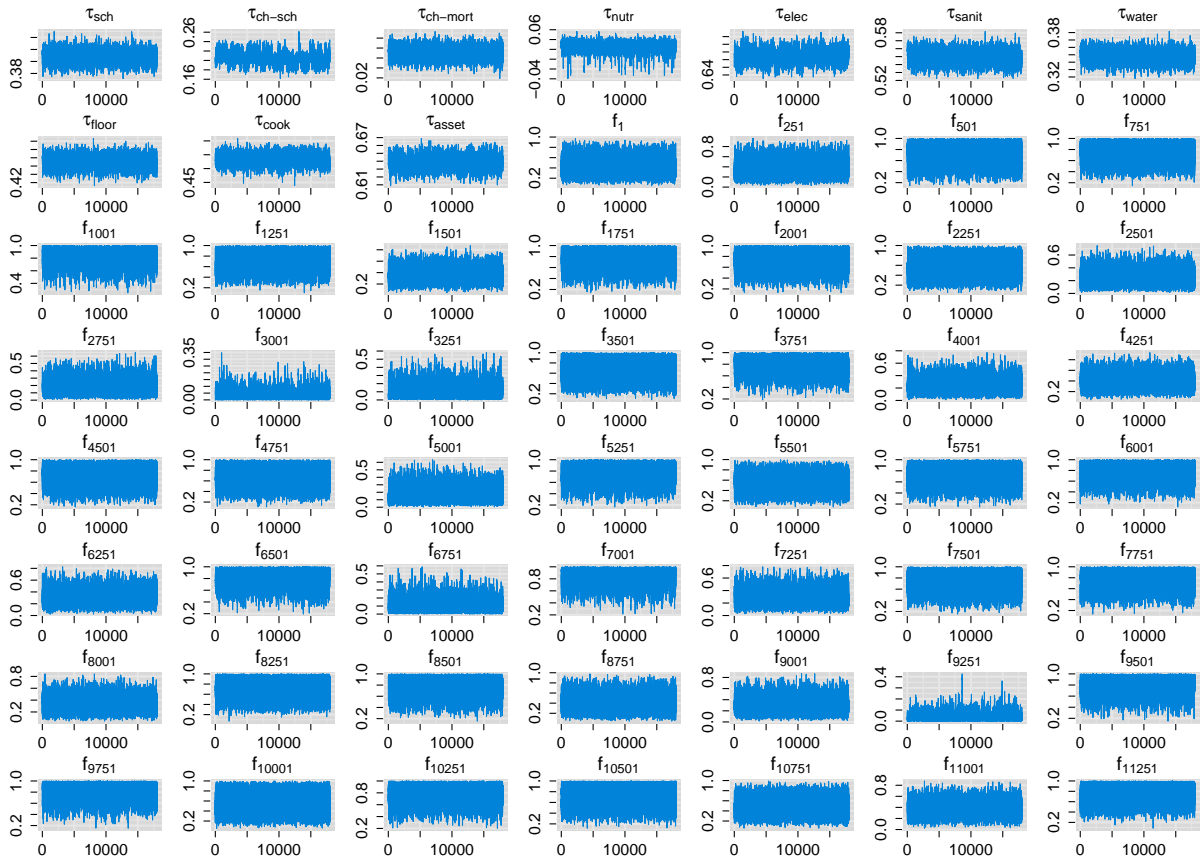 τsch τch−sch τch−mort τnutr τelec τsanit τwater
0.38 0.16 0.26 0.02 −0.04 0.06 0.64 0.52 0.58 0.32 0.38
0 10000 0 10000 0 10000 0 10000 0 10000 0 10000 0 10000
τfloor τcook τasset f1 f251 f501 f751
0.42 0.45 0.61 0.67 0.2 1.0 0.0 0.8 0.2 1.0 0.2 1.0
0 10000 0 10000 0 10000 0 10000 0 10000 0 10000 0 10000
f1001 f1251 f1501 f1751 f2001 f2251 f2501
0.4 1.0 0.2 1.0 0.2 0.2 1.0 0.2 1.0 0.2 1.0 0.0 0.6
0 10000 0 10000 0 10000 0 10000 0 10000 0 10000 0 10000
f2751 f3001 f3251 f3501 f3751 f4001 f4251
0.0 0.5 0.00 0.35 0.0 0.5 0.2 1.0 0.2 1.0 0.0 0.6 0.2
0 10000 0 10000 0 10000 0 10000 0 10000 0 10000 0 10000
f4501 f4751 f5001 f5251 f5501 f5751 f6001
0.2 1.0 0.2 1.0 0.0 0.5 0.2 1.0 0.2 1.0 0.2 1.0 0.2 1.0
0 10000 0 10000 0 10000 0 10000 0 10000 0 10000 0 10000
f6251 f6501 f6751 f7001 f7251 f7501 f7751
0.0 0.6 0.2 1.0 0.0 0.5 0.2 0.8 0.0 0.6 0.2 1.0 0.2 1.0
0 10000 0 10000 0 10000 0 10000 0 10000 0 10000 0 10000
f8001 f8251 f8501 f8751 f9001 f9251 f9501
0.2 0.8 0.2 1.0 0.2 1.0 0.2 1.0 0.0 0.8 0.0 0.4 0.2 1.0
0 10000 0 10000 0 10000 0 10000 0 10000 0 10000 0 10000
f9751 f10001 f10251 f10501 f10751 f11001 f11251
0.2 1.0 0.2 1.0 0.2 1.0 0.2 1.0 0.2 1.0 0.0 0.8 0.2 1.0
0 10000 0 10000 0 10000 0 10000 0 10000 0 10000 0 10000